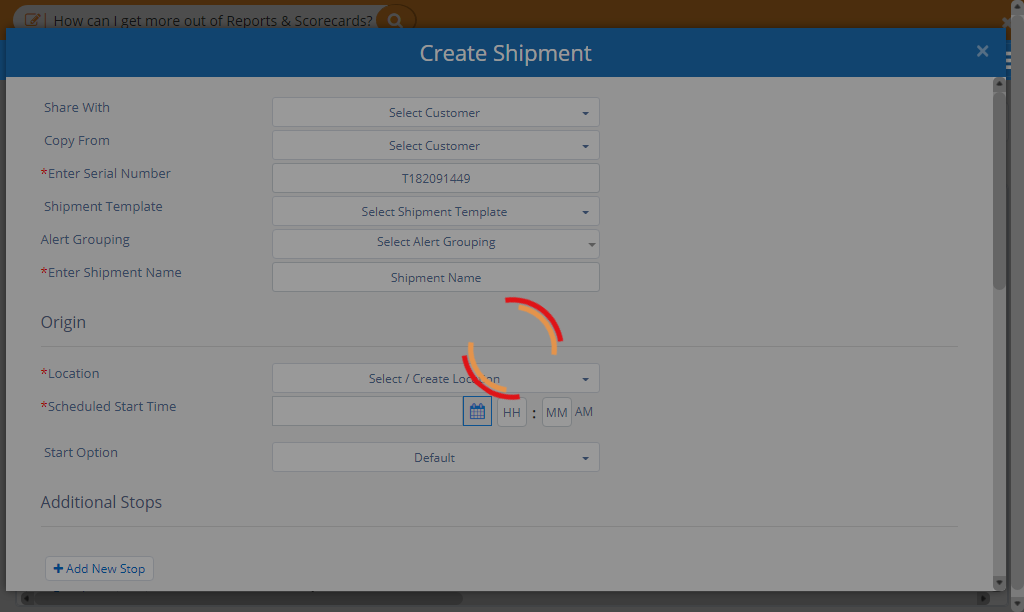 How can I get more out of Reports & Scorecards?
Create Shipment ×
Share With Select Customer
Copy From Select Customer
*Enter Serial Number T182091449
Shipment Template Select Shipment Template
Alert Grouping Select Alert Grouping
*Enter Shipment Name Shipment Name
Origin
*Location Select / Create Location
*Scheduled Start Time HH : MM AM
Start Option Default
Additional Stops
+ Add New Stop